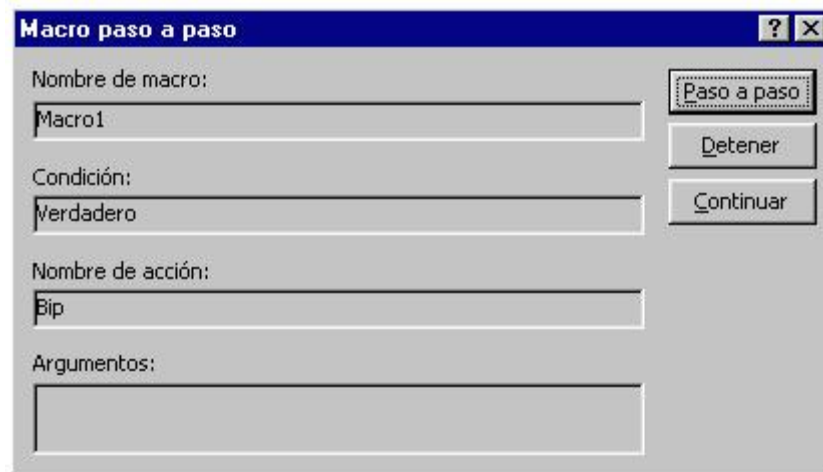 Macro paso a paso
Nombre de macro:
Macro1
Condición:
Verdadero
Nombre de acción:
Bip
Argumentos:
Paso a paso
Detener
Continuar